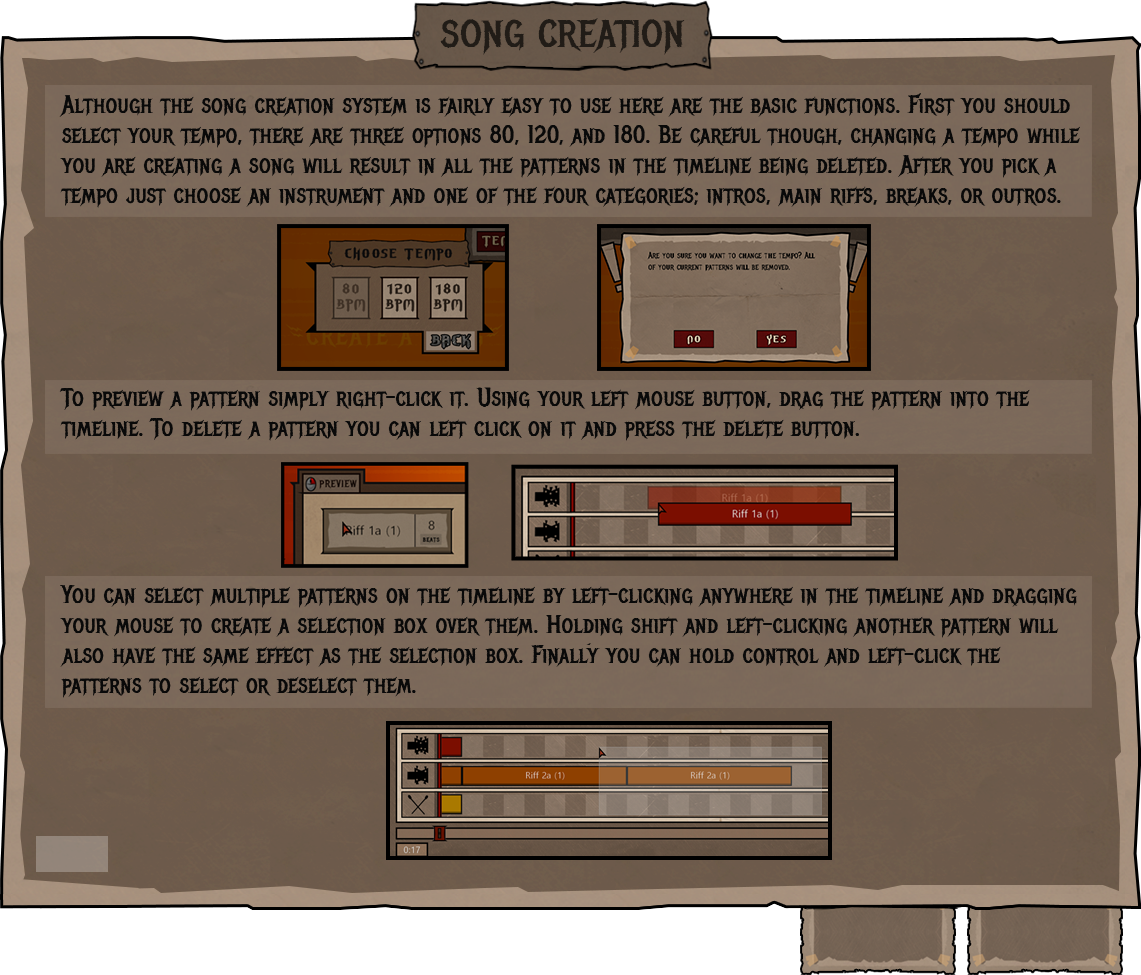 SONG CREATION
Although the song creation system is fairly easy to use here are the basic functions. First you should
select your tempo, there are three options 80, 120, and 180. Be careful though, changing a tempo while
you are creating a song will result in all the patterns in the timeline being deleted. After you pick a
tempo just choose an instrument and one of the four categories; intros, main riffs, breaks, or outros.
CHOOSE TEMPO
80 BPM
120 BPM
180 BPM
BACK
Are you sure you want to change the tempo? All
of your current patterns will be removed.
NO
YES
To preview a pattern simply right-click it. Using your left mouse button, drag the pattern into the
timeline. To delete a pattern you can left click on it and press the delete button.
PREVIEW
Riff 1a (1)
8
BEATS
Riff 1a (1)
Riff 1a (1)
You can select multiple patterns on the timeline by left-clicking anywhere in the timeline and dragging
your mouse to create a selection box over them. Holding shift and left-clicking another pattern will
also have the same effect as the selection box. Finally you can hold control and left-click the
patterns to select or deselect them.
Riff 2a (1)
Riff 2a (1)
0:17